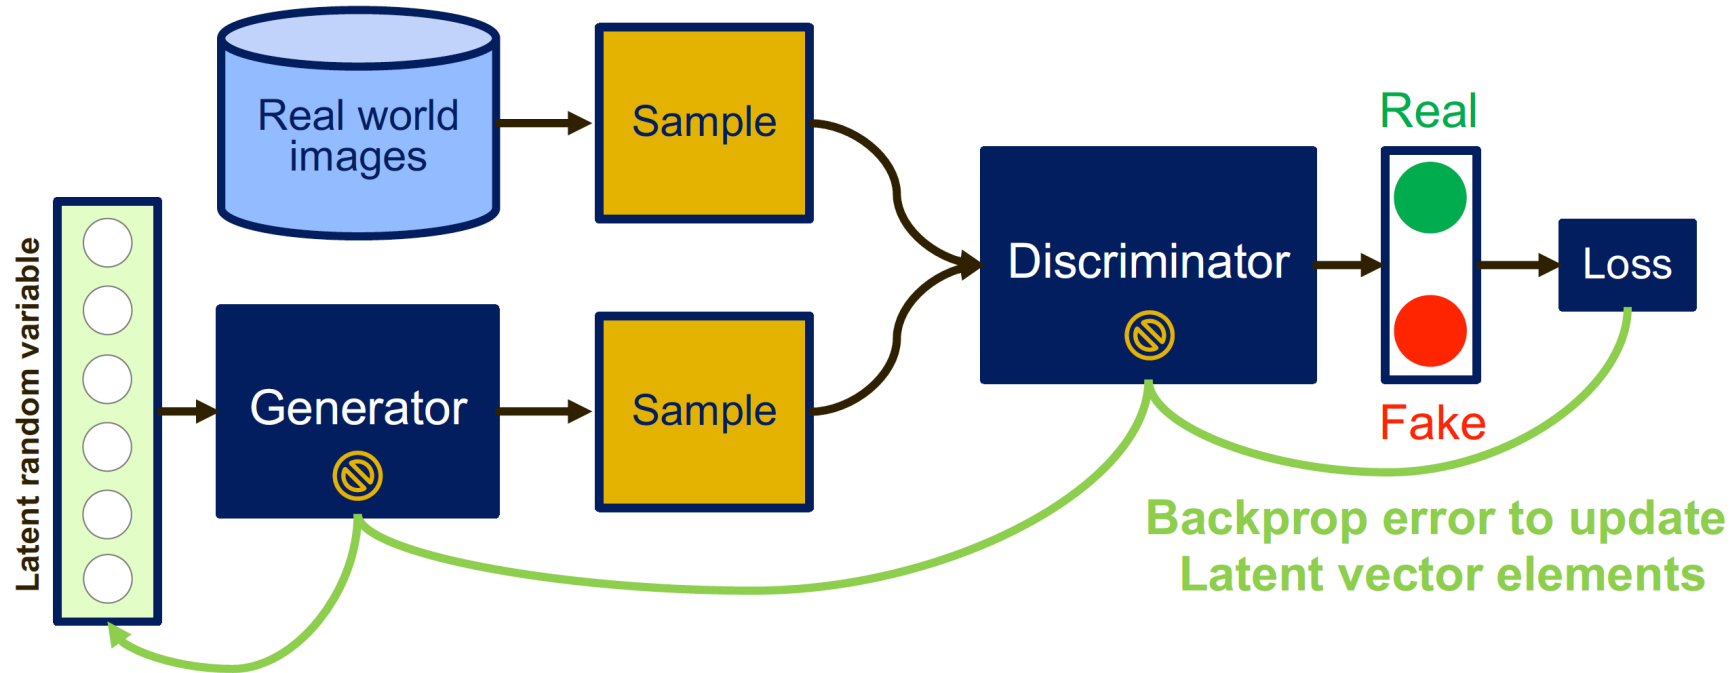 Real world
images
Sample
Latent random variable
Generator
Sample
Discriminator
Real
Fake
Loss
Backprop error to update
Latent vector elements